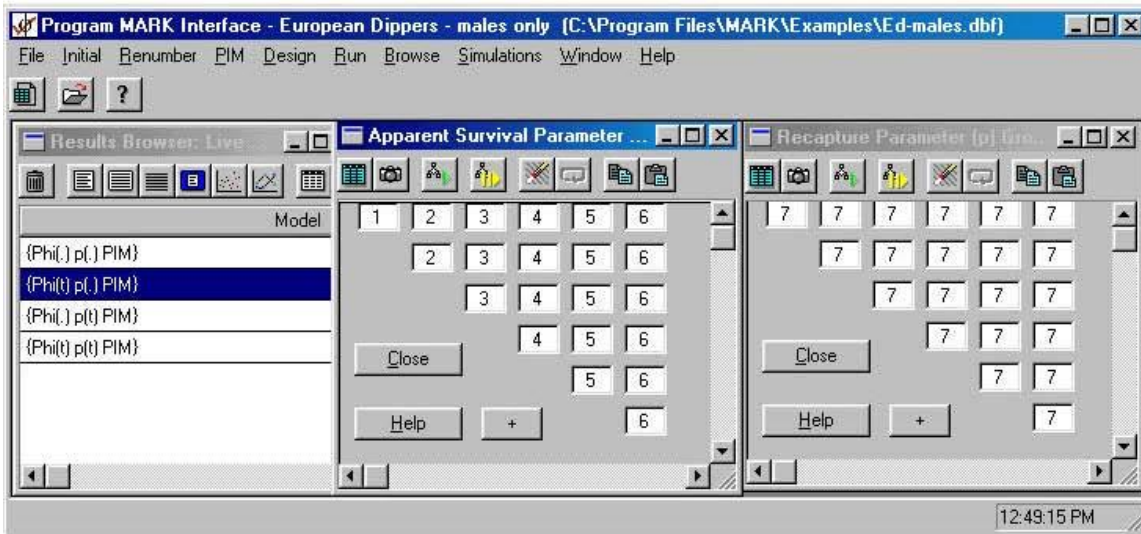 Program MARK Interface - European Dippers - males only (C:\Program Files\MARK\Examples\Ed-males.dbf)
File Initial Renumber PIM Design Run Browse Simulations Window Help
?
Results Browser: Live ...
Model
{Phi(.) p(.) PIM}
{Phi(t) p(.) PIM}
{Phi(.) p(t) PIM}
{Phi(t) p(t) PIM}
Apparent Survival Parameter ...
1 2 3 4 5 6
2 3 4 5 6
3 4 5 6
4 5 6
Close
5 6
Help + 6
Recapture Parameter (p) Gro...
7 7 7 7 7 7
7 7 7 7 7
7 7 7 7
7 7 7
Close
7 7
Help + 7
12:49:15 PM